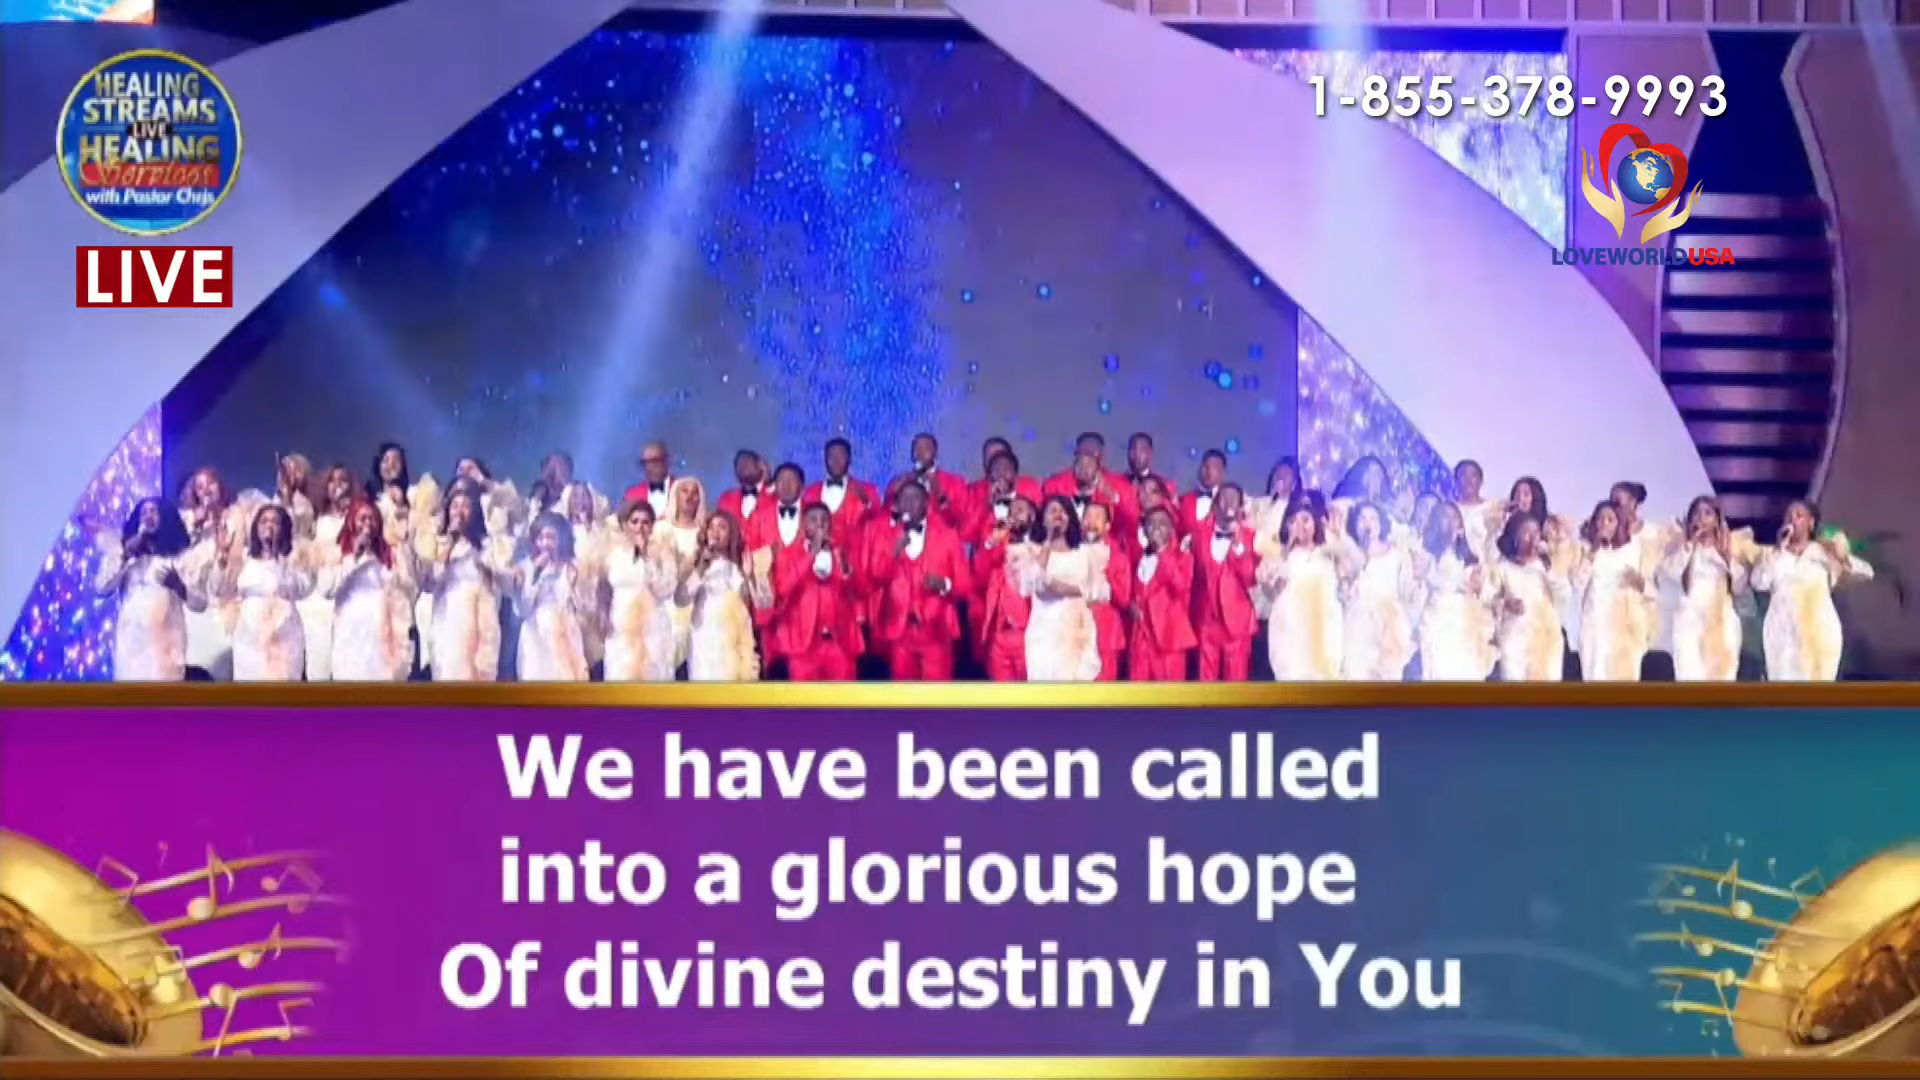 HEALING
STREAMS
LIVE
HEALING
Services
with Pastor Chris
LIVE
1-855-378-9993
LOVEWORLDUSA
We have been called
into a glorious hope
Of divine destiny in You